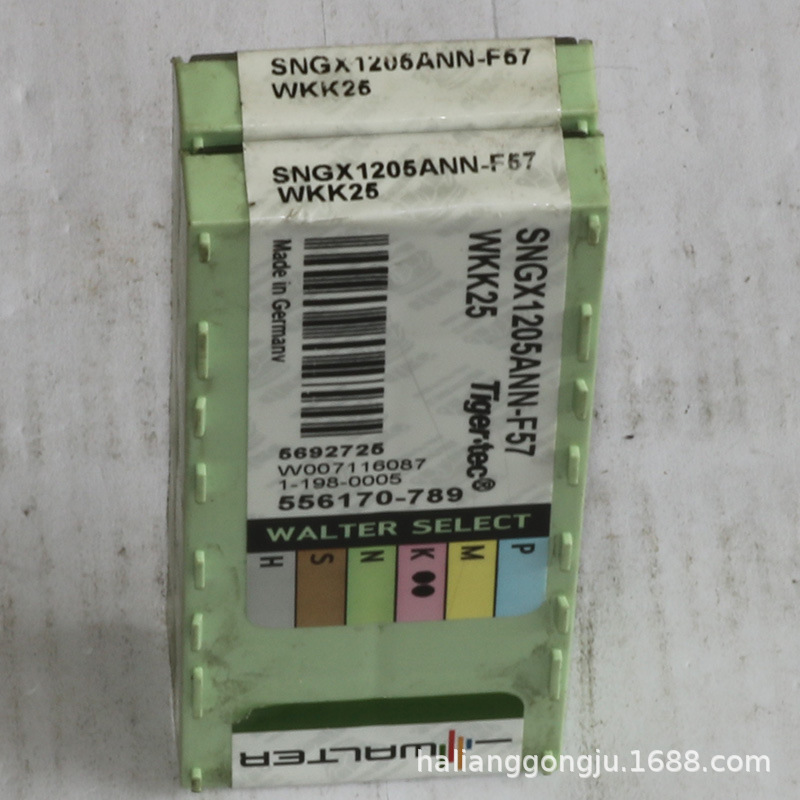 SNGX1205ANN-F57
WKK25
SNGX1205ANN-F57
WKK25
SNGX1205ANN-F57
WKK25
Tiger·tec®
Made in Germany
5692725
W007116087
1-198-0005
556170-789
WALTER SELECT
H S N K M P
WALTER
halianggongju.1688.com